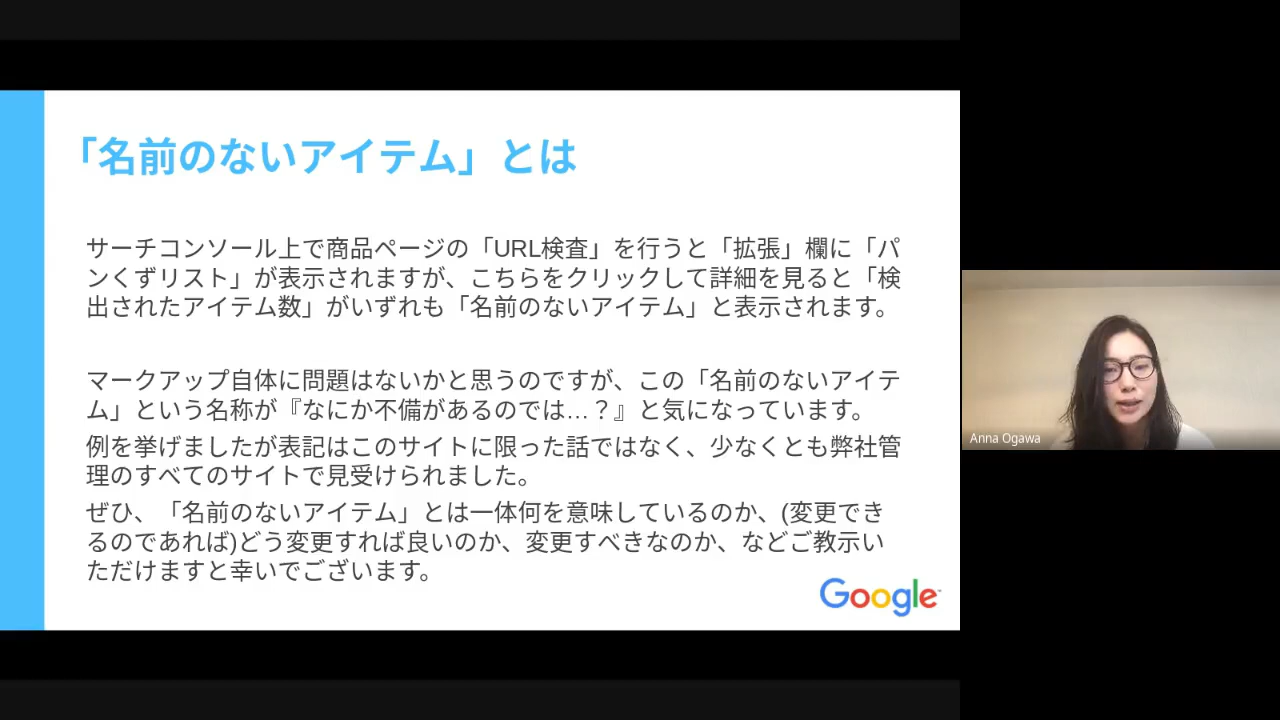 「名前のないアイテム」とは
サーチコンソール上で商品ページの「URL検査」を行うと「拡張」欄に「パ
ンくずリスト」が表示されますが、こちらをクリックして詳細を見ると「検
出されたアイテム数」がいずれも「名前のないアイテム」と表示されます。
マークアップ自体に問題はないかと思うのですが、この「名前のないアイテ
ム」という名称が『なにか不備があるのでは…？』と気になっています。
例を挙げましたが表記はこのサイトに限った話ではなく、少なくとも弊社管
理のすべてのサイトで見受けられました。
ぜひ、「名前のないアイテム」とは一体何を意味しているのか、(変更でき
るのであれば)どう変更すれば良いのか、変更すべきなのか、などご教示い
ただけますと幸いでございます。
Google
Anna Ogawa